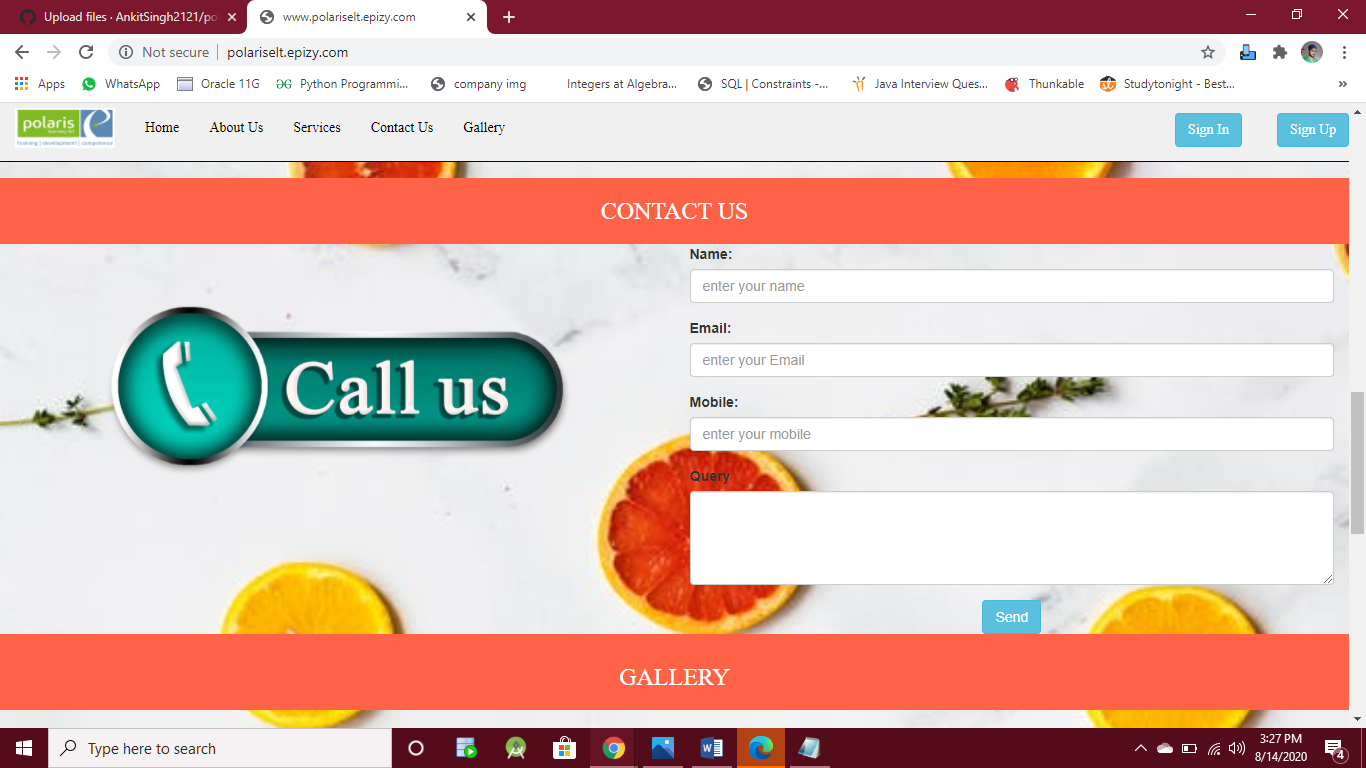 Upload files · AnkitSingh2121/po
www.polariselt.epizy.com
Not secure
polariselt.epizy.com
Apps
WhatsApp
Oracle 11G
Python Programmi...
company img
Integers at Algebra...
SQL | Constraints -...
Java Interview Ques...
Thunkable
Studytonight - Best...
»
polaris
training | development | competence
Home
About Us
Services
Contact Us
Gallery
Sign In
Sign Up
CONTACT US
Call us
Name:
enter your name
Email:
enter your Email
Mobile:
enter your mobile
Query
Send
GALLERY
Type here to search
3:27 PM
8/14/2020
4